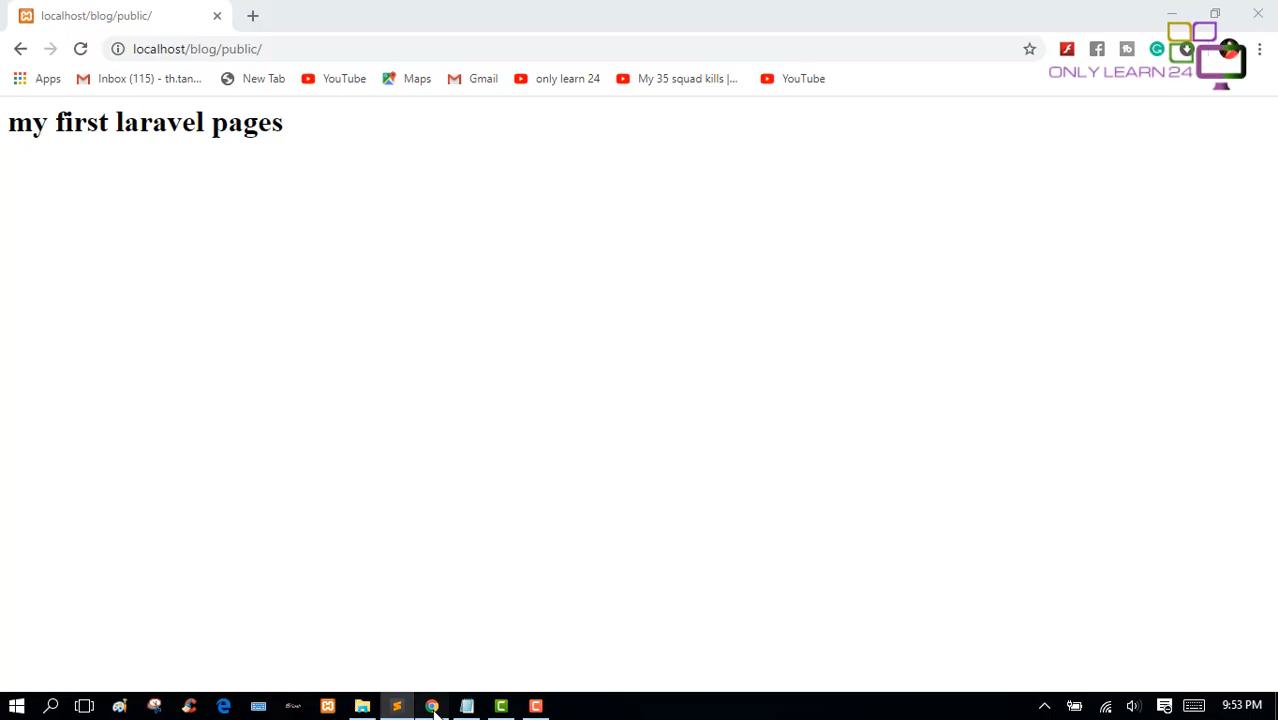 localhost/blog/public/
localhost/blog/public/
ONLY LEARN 24
Apps Inbox (115) - th.tan... New Tab YouTube Maps Gmail only learn 24 My 35 squad kills |... YouTube
my first laravel pages
9:53 PM